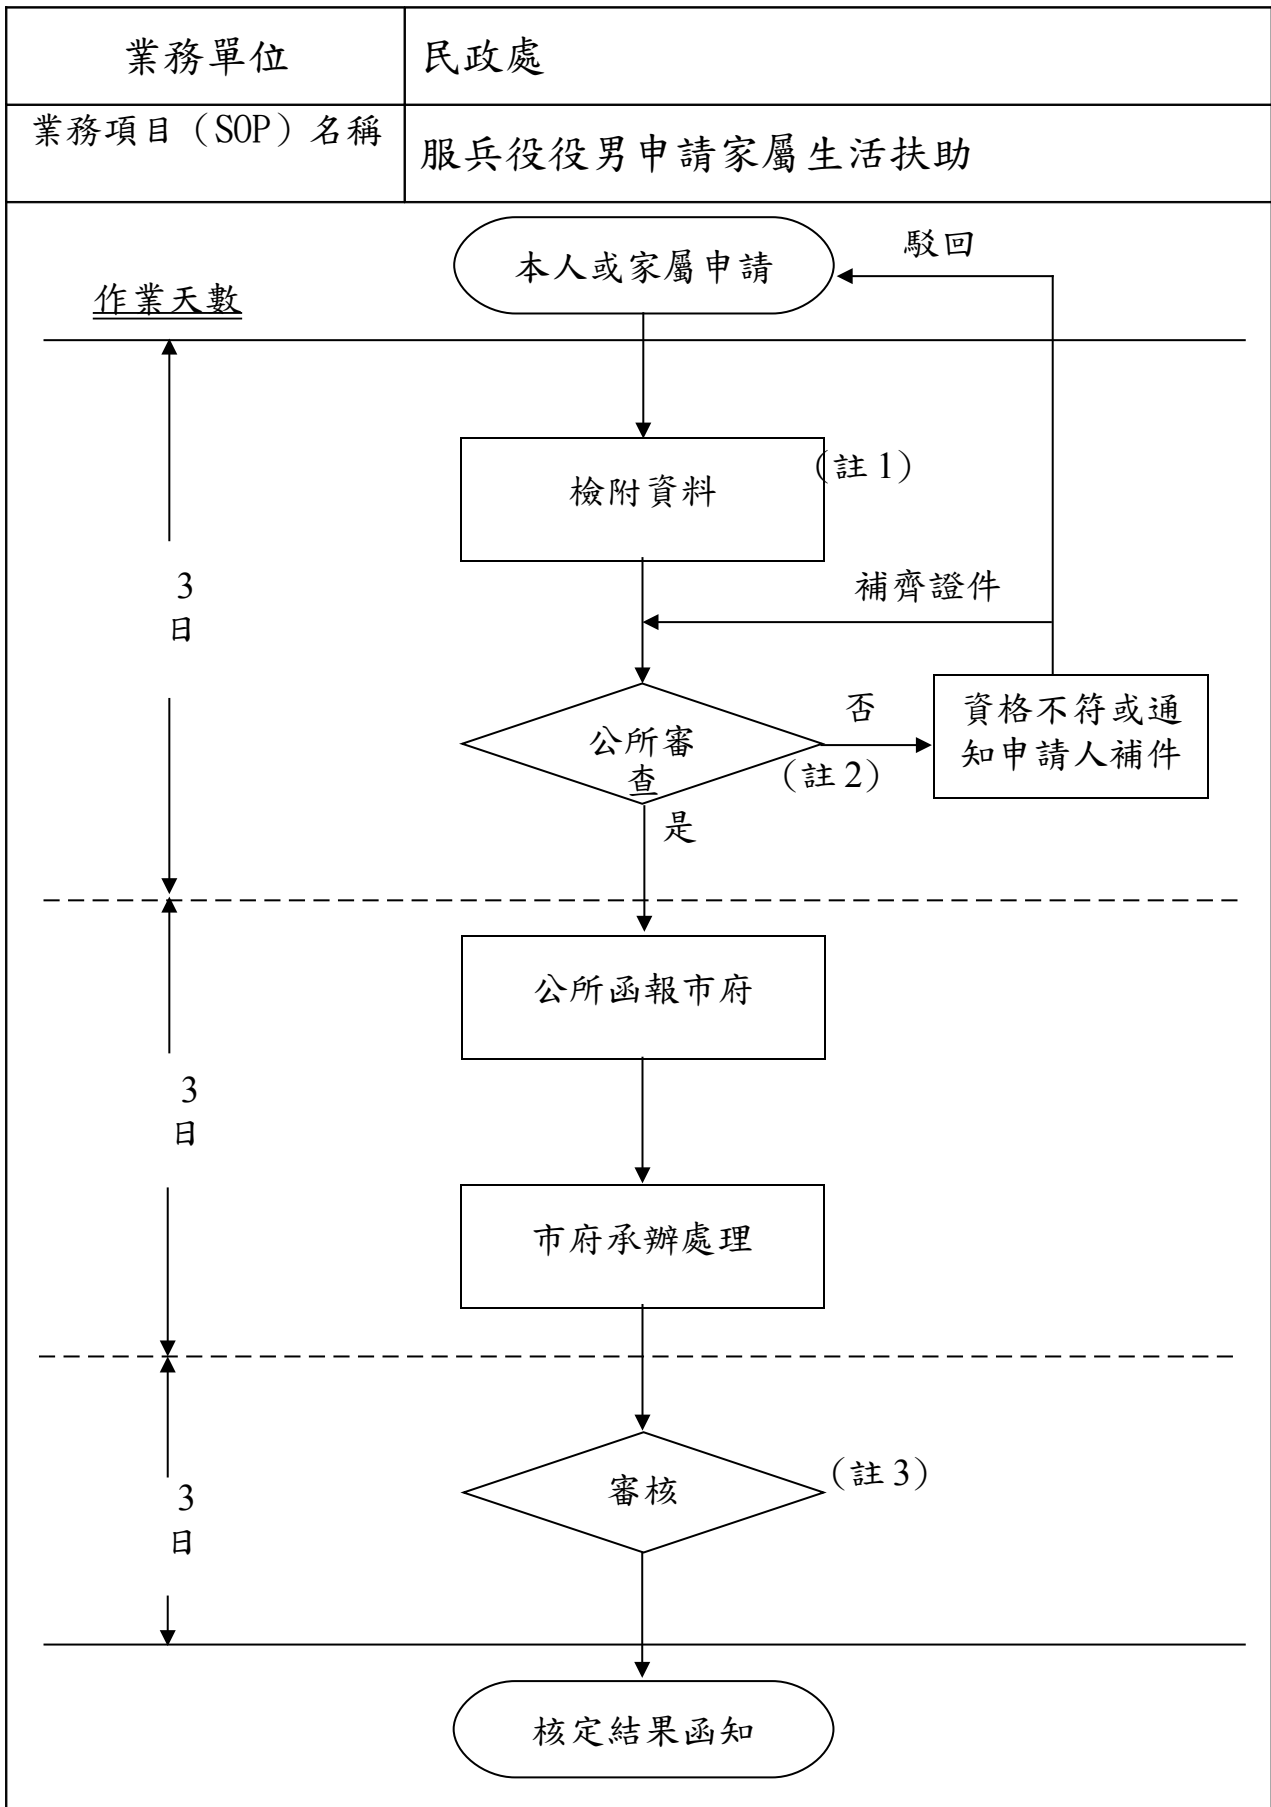 業務單位
民政處
業務項目（SOP）名稱
服兵役役男申請家屬生活扶助
本人或家屬申請
駁回
作業天數
檢附資料
（註 1）
3
日
補齊證件
公所審
查
否
（註 2）
資格不符或通
知申請人補件
是
公所函報市府
3
日
市府承辦處理
審核
（註 3）
3
日
核定結果函知